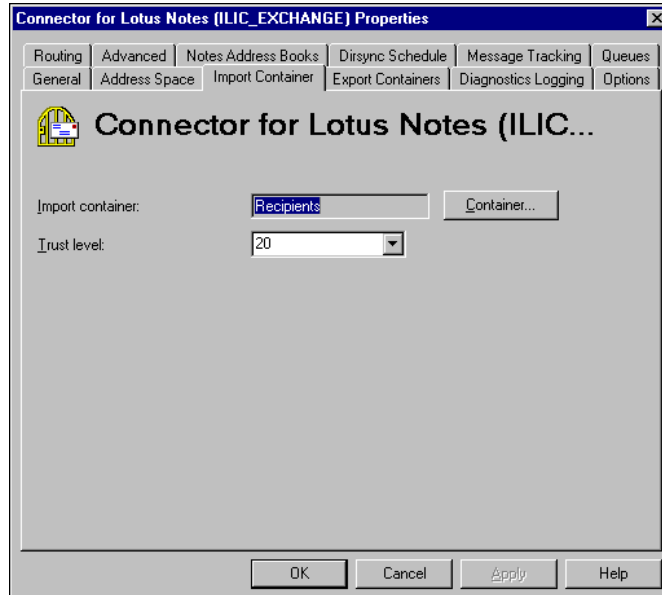 Connector for Lotus Notes (ILIC_EXCHANGE) Properties
Routing Advanced Notes Address Books Dirsync Schedule Message Tracking Queues
General Address Space Import Container Export Containers Diagnostics Logging Options
Connector for Lotus Notes (ILIC...
Import container: Recipients Container...
Trust level: 20
OK Cancel Apply Help